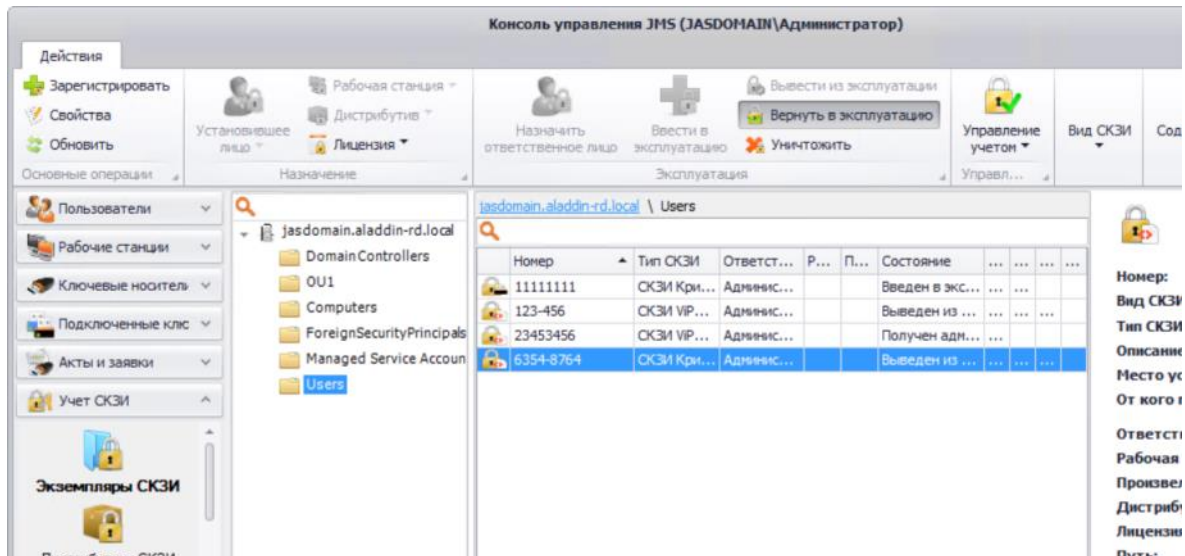 Консоль управления JMS (JASDOMAIN\Администратор)
Действия
Зарегистрировать
Свойства
Обновить
Основные операции
Установившее лицо
Рабочая станция
Дистрибутив
Лицензия
Назначение
Назначить ответственное лицо
Ввести в эксплуатацию
Вывести из эксплуатации
Вернуть в эксплуатацию
Уничтожить
Эксплуатация
Управление учетом
Управл...
Вид СКЗИ
Сод
Пользователи
Рабочие станции
Ключевые носители
Подключенные клю
Акты и заявки
Учет СКЗИ
Экземпляры СКЗИ
jasdomain.aladdin-rd.local
Domain Controllers
OU1
Computers
ForeignSecurityPrincipals
Managed Service Accoun
Users
jasdomain.aladdin-rd.local \ Users
Номер Тип СКЗИ Ответст... Р... П... Состояние ... ... ... ...
11111111 СКЗИ Кри... Админис... Введен в экс... ... ...
123-456 СКЗИ ViP... Админис... Выведен из ... ... ... ...
23453456 СКЗИ ViP... Админис... Получен адм... ...
6354-8764 СКЗИ Кри... Админис... Выведен из ... ... ... ... ...
Номер:
Вид СКЗИ
Тип СКЗИ
Описание
Место ус
От кого п
Ответст
Рабочая
Произвел
Дистрибу
Лицензия
Путь: